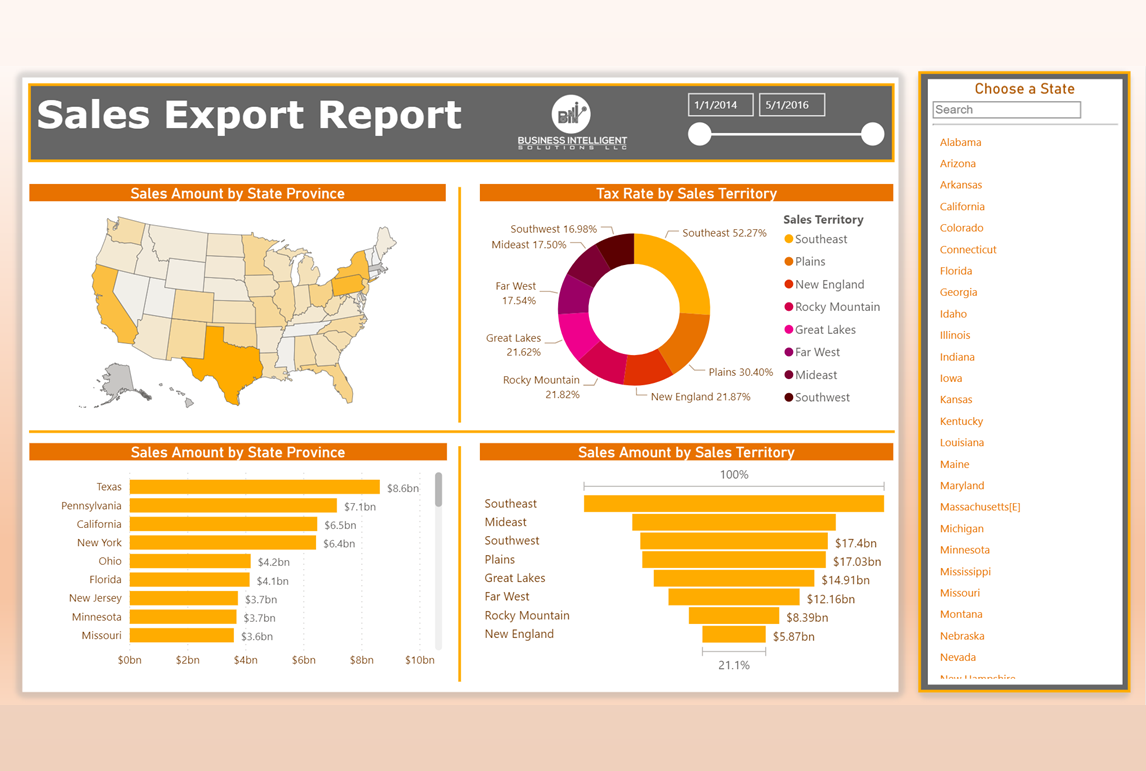 Sales Export Report
BUSINESS INTELLIGENT
SOLUTIONS LLC
1/1/2014
5/1/2016
Sales Amount by State Province
Tax Rate by Sales Territory
Southwest 16.98%
Mideast 17.50%
Far West
17.54%
Great Lakes
21.62%
Rocky Mountain
21.82%
Southeast 52.27%
Plains 30.40%
New England 21.87%
Sales Territory
Southeast
Plains
New England
Rocky Mountain
Great Lakes
Far West
Mideast
Southwest
Sales Amount by State Province
Texas $8.6bn
Pennsylvania $7.1bn
California $6.5bn
New York $6.4bn
Ohio $4.2bn
Florida $4.1bn
New Jersey $3.7bn
Minnesota $3.7bn
Missouri $3.6bn
$0bn $2bn $4bn $6bn $8bn $10bn
Sales Amount by Sales Territory
100%
Southeast
Mideast
Southwest $17.4bn
Plains $17.03bn
Great Lakes $14.91bn
Far West $12.16bn
Rocky Mountain $8.39bn
New England $5.87bn
21.1%
Choose a State
Search
Alabama
Arizona
Arkansas
California
Colorado
Connecticut
Florida
Georgia
Idaho
Illinois
Indiana
Iowa
Kansas
Kentucky
Louisiana
Maine
Maryland
Massachusetts[E]
Michigan
Minnesota
Mississippi
Missouri
Montana
Nebraska
Nevada
New Hampshire